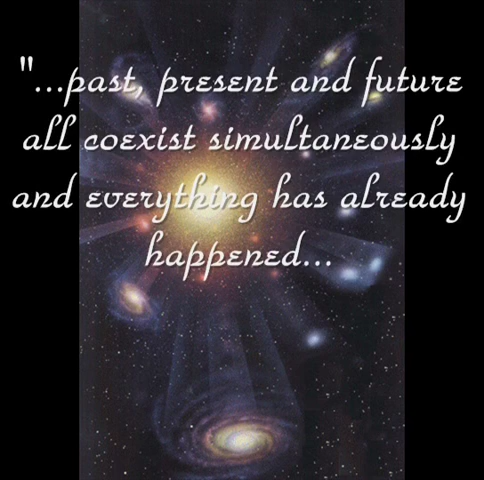 "...past, present and future
all coexist simultaneously
and everything has already
happened...